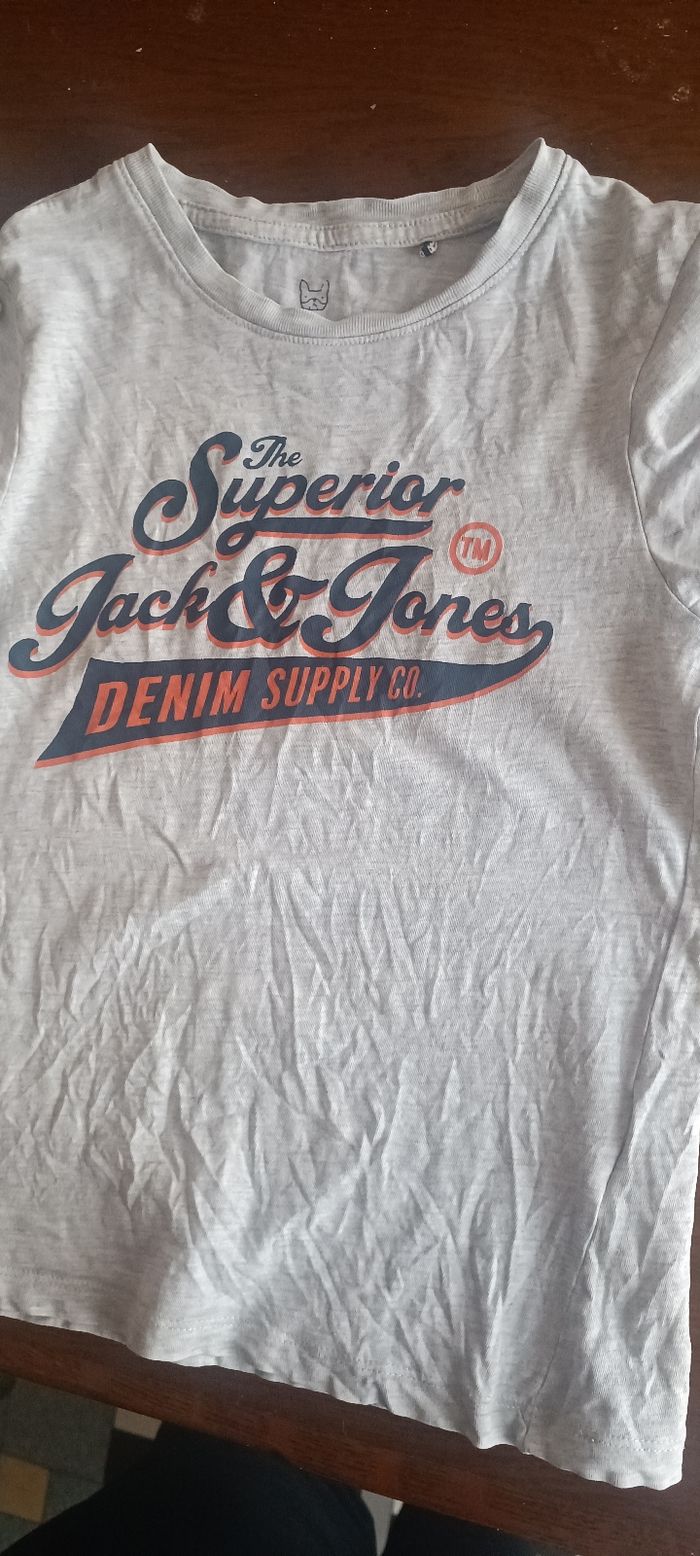 The
Superior
TM
Jack & Jones
DENIM SUPPLY CO.